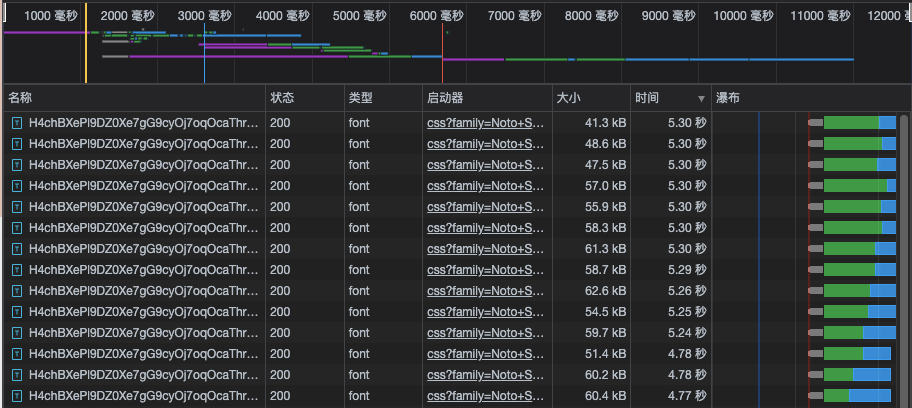 1000 毫秒 2000 毫秒 3000 毫秒 4000 毫秒 5000 毫秒 6000 毫秒 7000 毫秒 8000 毫秒 9000 毫秒 10000 毫秒 11000 毫秒 12000 毫秒
名称 状态 类型 启动器 大小 时间 ▼ 瀑布
H4chBXePl9DZ0Xe7gG9cyOj7oqOcaThr... 200 font css?family=Noto+S... 41.3 kB 5.30 秒
H4chBXePl9DZ0Xe7gG9cyOj7oqOcaThr... 200 font css?family=Noto+S... 48.6 kB 5.30 秒
H4chBXePl9DZ0Xe7gG9cyOj7oqOcaThr... 200 font css?family=Noto+S... 47.5 kB 5.30 秒
H4chBXePl9DZ0Xe7gG9cyOj7oqOcaThr... 200 font css?family=Noto+S... 57.0 kB 5.30 秒
H4chBXePl9DZ0Xe7gG9cyOj7oqOcaThr... 200 font css?family=Noto+S... 55.9 kB 5.30 秒
H4chBXePl9DZ0Xe7gG9cyOj7oqOcaThr... 200 font css?family=Noto+S... 58.3 kB 5.30 秒
H4chBXePl9DZ0Xe7gG9cyOj7oqOcaThr... 200 font css?family=Noto+S... 61.3 kB 5.30 秒
H4chBXePl9DZ0Xe7gG9cyOj7oqOcaThr... 200 font css?family=Noto+S... 58.7 kB 5.29 秒
H4chBXePl9DZ0Xe7gG9cyOj7oqOcaThr... 200 font css?family=Noto+S... 62.6 kB 5.26 秒
H4chBXePl9DZ0Xe7gG9cyOj7oqOcaThr... 200 font css?family=Noto+S... 54.5 kB 5.25 秒
H4chBXePl9DZ0Xe7gG9cyOj7oqOcaThr... 200 font css?family=Noto+S... 59.7 kB 5.24 秒
H4chBXePl9DZ0Xe7gG9cyOj7oqOcaThr... 200 font css?family=Noto+S... 51.4 kB 4.78 秒
H4chBXePl9DZ0Xe7gG9cyOj7oqOcaThr... 200 font css?family=Noto+S... 60.2 kB 4.78 秒
H4chBXePl9DZ0Xe7gG9cyOj7oqOcaThr... 200 font css?family=Noto+S... 60.4 kB 4.77 秒